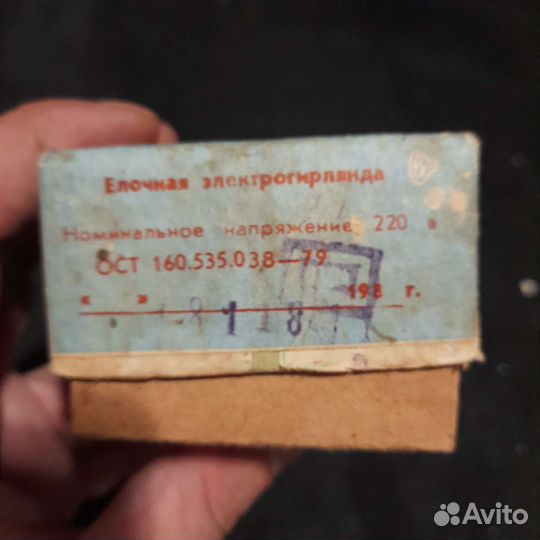 Елочная электрогирлянда
Номинальное напряжение 220 в
ОСТ 160.535.038—79
« » 198 г.
Avito